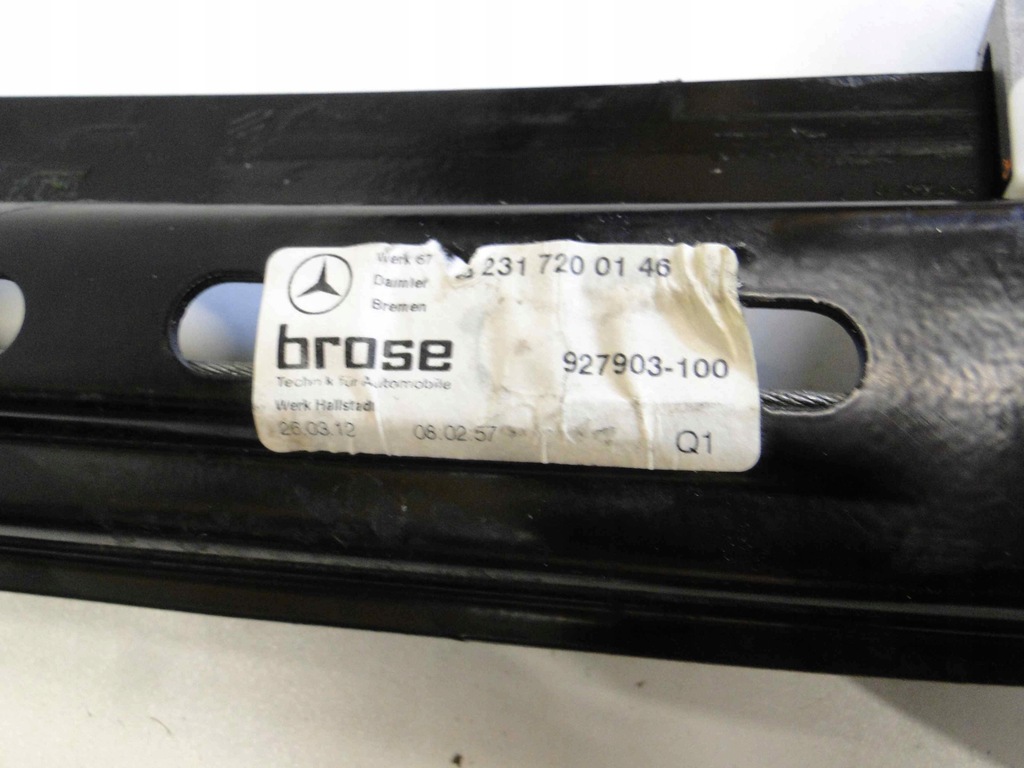 Werk 67
231 720 01 46
Daimler
Bremen
brose
927903-100
Technik für Automobile
Werk Hallstadt
26.03.12 08:02:57
Q1